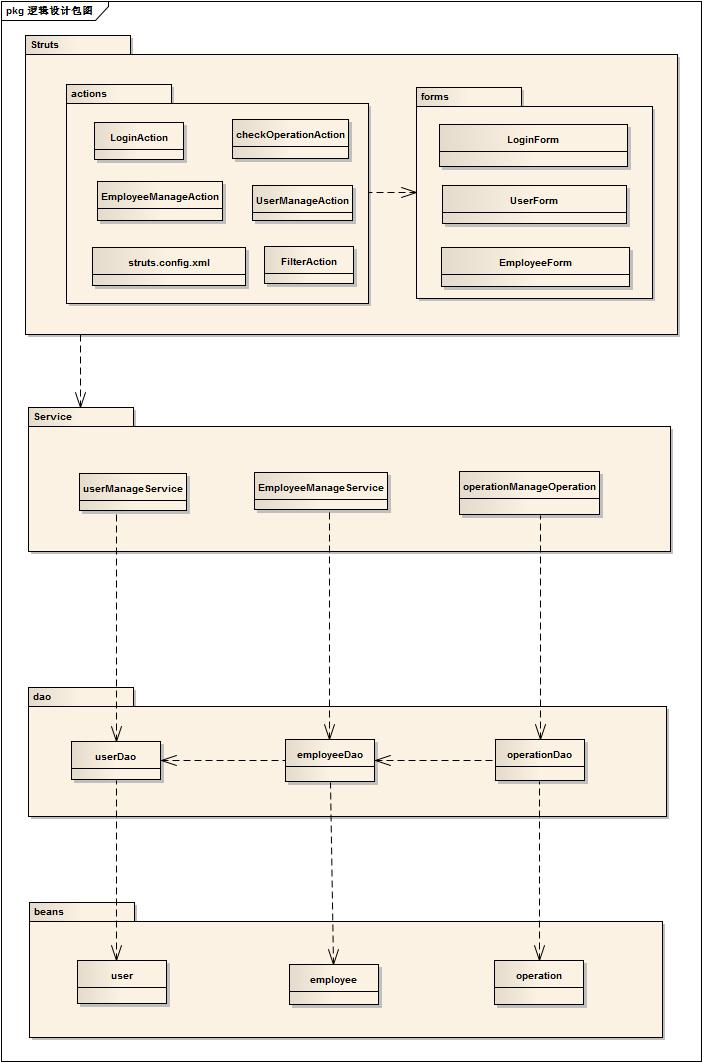 pkg 逻辑设计包图
Struts
actions
LoginAction
checkOperationAction
EmployeeManageAction
UserManageAction
struts.config.xml
FilterAction
forms
LoginForm
UserForm
EmployeeForm
Service
userManageService
EmployeeManageService
operationManageOperation
dao
userDao
employeeDao
operationDao
beans
user
employee
operation